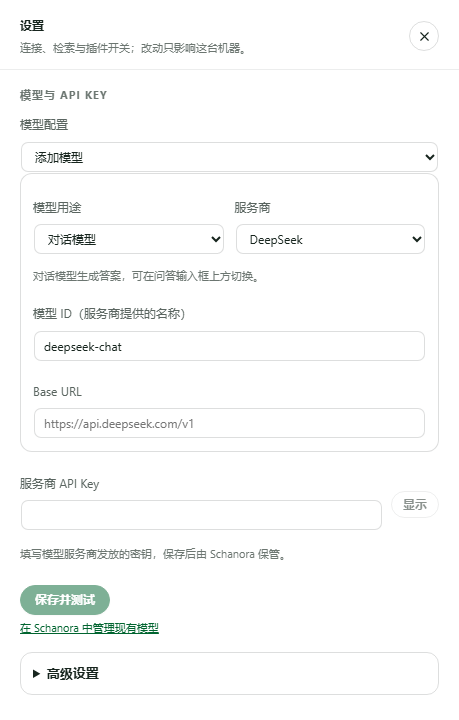 设置
连接、检索与插件开关；改动只影响这台机器。
模型与 API KEY
模型配置
添加模型
模型用途
服务商
对话模型
DeepSeek
对话模型生成答案，可在问答输入框上方切换。
模型 ID（服务商提供的名称）
deepseek-chat
Base URL
https://api.deepseek.com/v1
服务商 API Key
显示
填写模型服务商发放的密钥，保存后由 Schanora 保管。
保存并测试
在 Schanora 中管理现有模型
高级设置